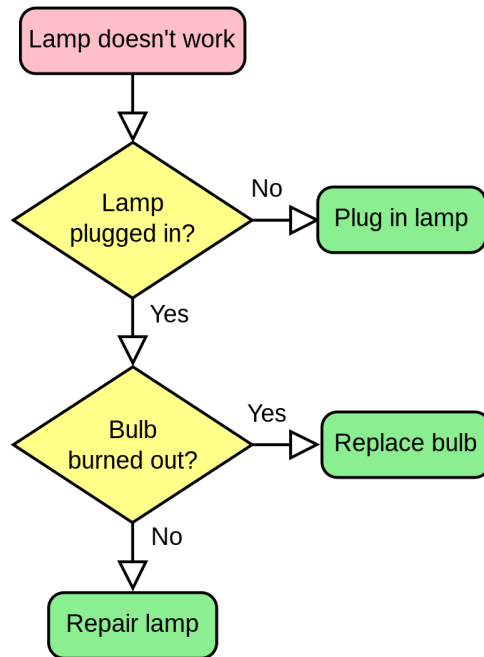 Lamp doesn't work
Lamp
plugged in?
No
Plug in lamp
Yes
Bulb
burned out?
Yes
Replace bulb
No
Repair lamp